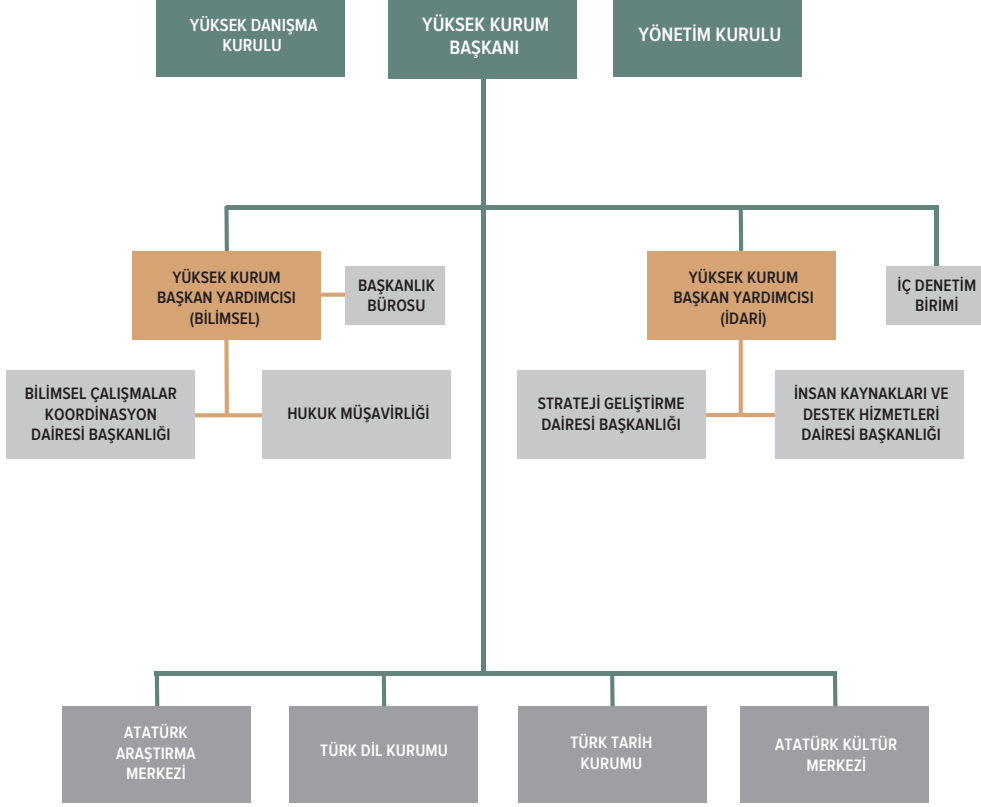 YÜKSEK DANIŞMA
KURULU
YÜKSEK KURUM
BAŞKANI
YÖNETİM KURULU
YÜKSEK KURUM
BAŞKAN YARDIMCISI
(BİLİMSEL)
BAŞKANLIK
BÜROSU
YÜKSEK KURUM
BAŞKAN YARDIMCISI
(İDARİ)
İÇ DENETİM
BİRİMİ
BİLİMSEL ÇALIŞMALAR
KOORDİNASYON
DAİRESİ BAŞKANLIĞI
HUKUK MÜŞAVİRLİĞİ
STRATEJİ GELİŞTİRME
DAİRESİ BAŞKANLIĞI
İNSAN KAYNAKLARI VE
DESTEK HİZMETLERİ
DAİRESİ BAŞKANLIĞI
ATATÜRK
ARAŞTIRMA
MERKEZİ
TÜRK DİL KURUMU
TÜRK TARİH
KURUMU
ATATÜRK KÜLTÜR
MERKEZİ